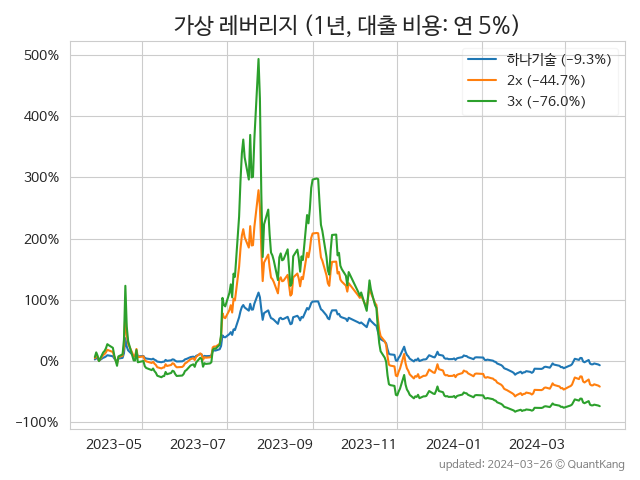 가상 레버리지 (1년, 대출 비용: 연 5%)
500%
400%
300%
200%
100%
0%
−100%
하나기술 (−9.3%)
2x (−44.7%)
3x (−76.0%)
2023-05 2023-07 2023-09 2023-11 2024-01 2024-03
updated: 2024-03-26 © QuantKang